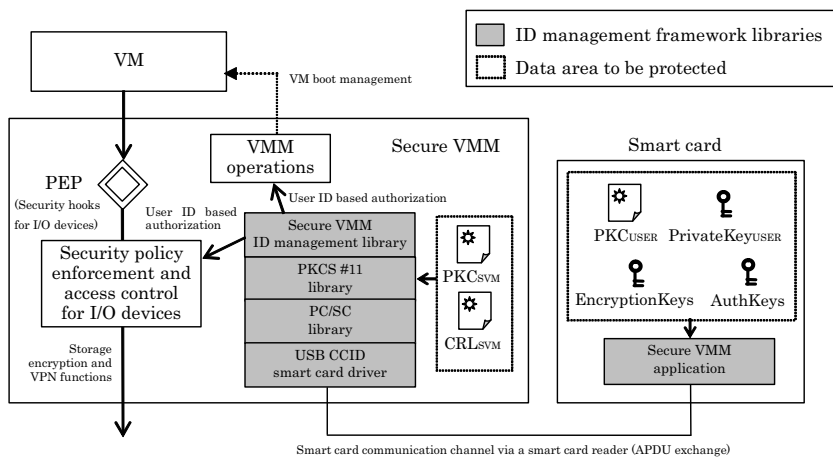 ID management framework libraries
Data area to be protected
VM
VM boot management
VMM
operations
Secure VMM
Smart card
PEP
(Security hooks
for I/O devices)
User ID based
authorization
User ID based authorization
Security policy
enforcement and
access control
for I/O devices
Secure VMM
ID management library
PKCS #11
library
PC/SC
library
USB CCID
smart card driver
PKCSVM
CRLSVM
PKCUSER
PrivateKeyUSER
EncryptionKeys
AuthKeys
Secure VMM
application
Storage
encryption and
VPN functions
Smart card communication channel via a smart card reader (APDU exchange)